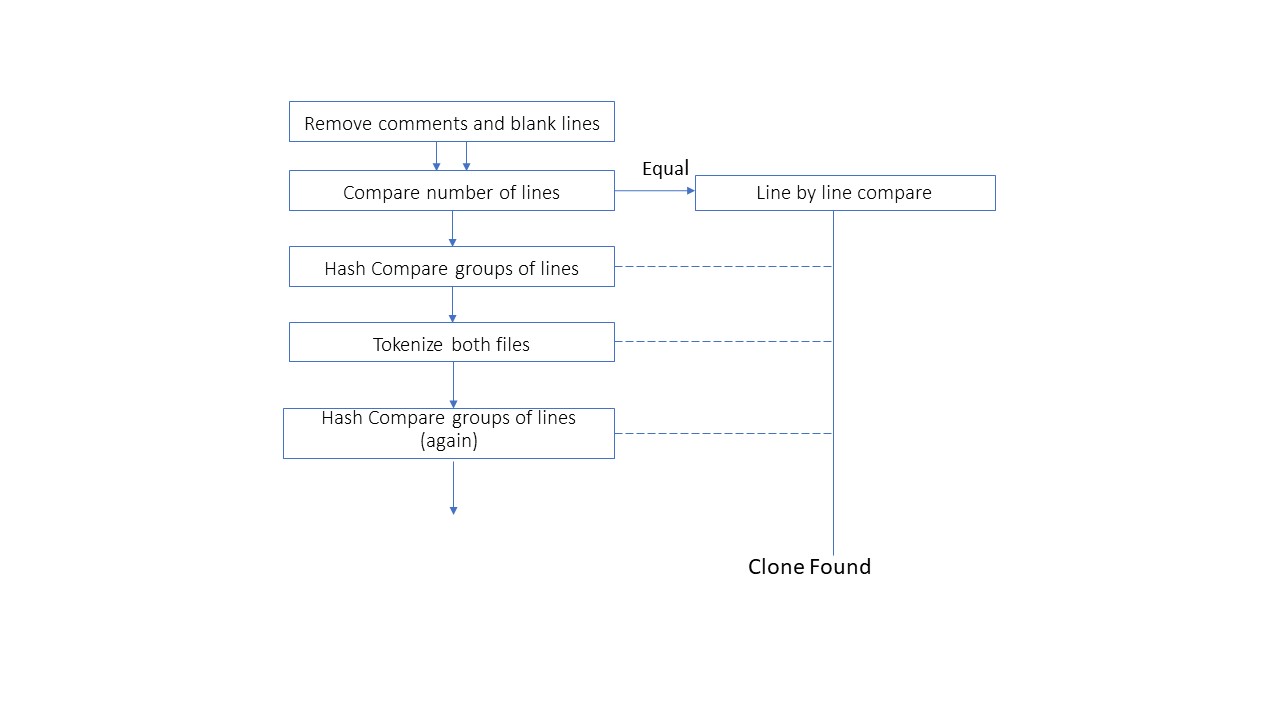 Remove comments and blank lines
Equal
Compare number of lines
Line by line compare
Hash Compare groups of lines
Tokenize both files
Hash Compare groups of lines
(again)
Clone Found